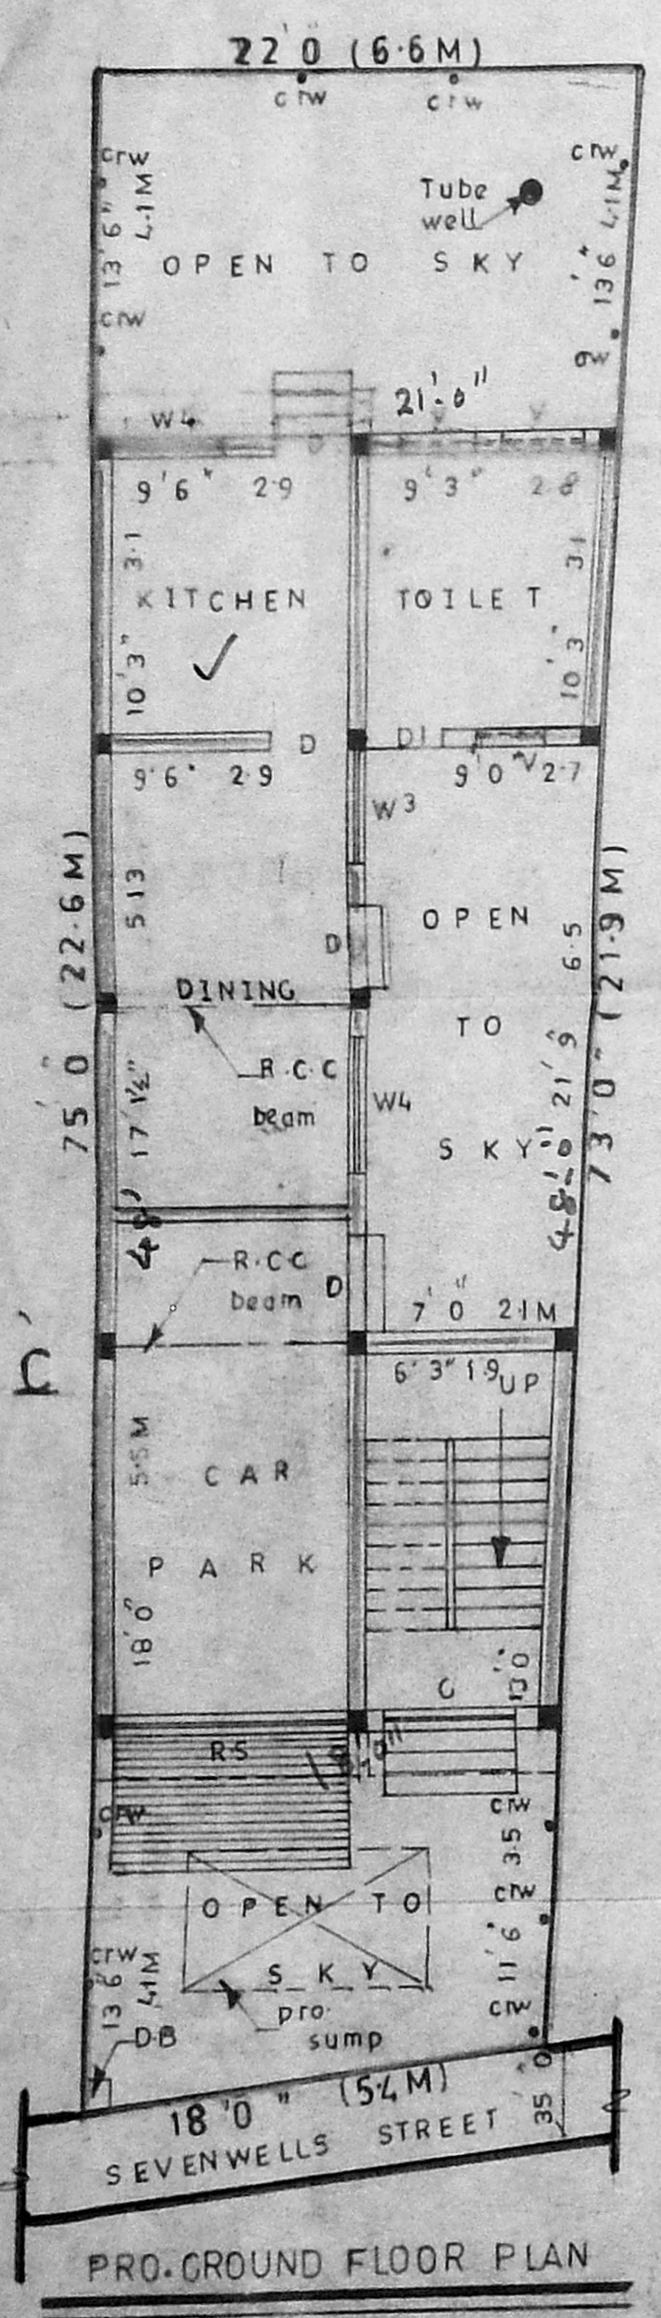 22'0 (6.6M)
crw crw
crw crw
Tube
well
13'6" 4.1M
13'6" 4.1M
OPEN TO SKY
crw
21'-0"
W4 D V V
9'6" 2.9 9'3" 2.8
3.1 3.1
KITCHEN TOILET
10'3" 10'3"
D D1
9'6" 2.9 9'0" V 2.7
W3
5.13
OPEN
6.5
D
75'0" (22.6M)
73'0" (21.9M)
DINING
TO
21'9"
R.C.C
beam
W4
17'1½"
SKY
48'-0"
48'
R.C.C
beam
D
7'0" 2.1M
6'3" 1.9 UP
h'
5.5M
CAR
PARK
18'0"
C
RS
crw crw
3.5
OPEN TO
crw
11'6"
SKY
crw
13'6" 4.1M
pro.
sump
crw
DB
18'0" (5.4M)
35'0
SEVENWELLS STREET
PRO.GROUND FLOOR PLAN